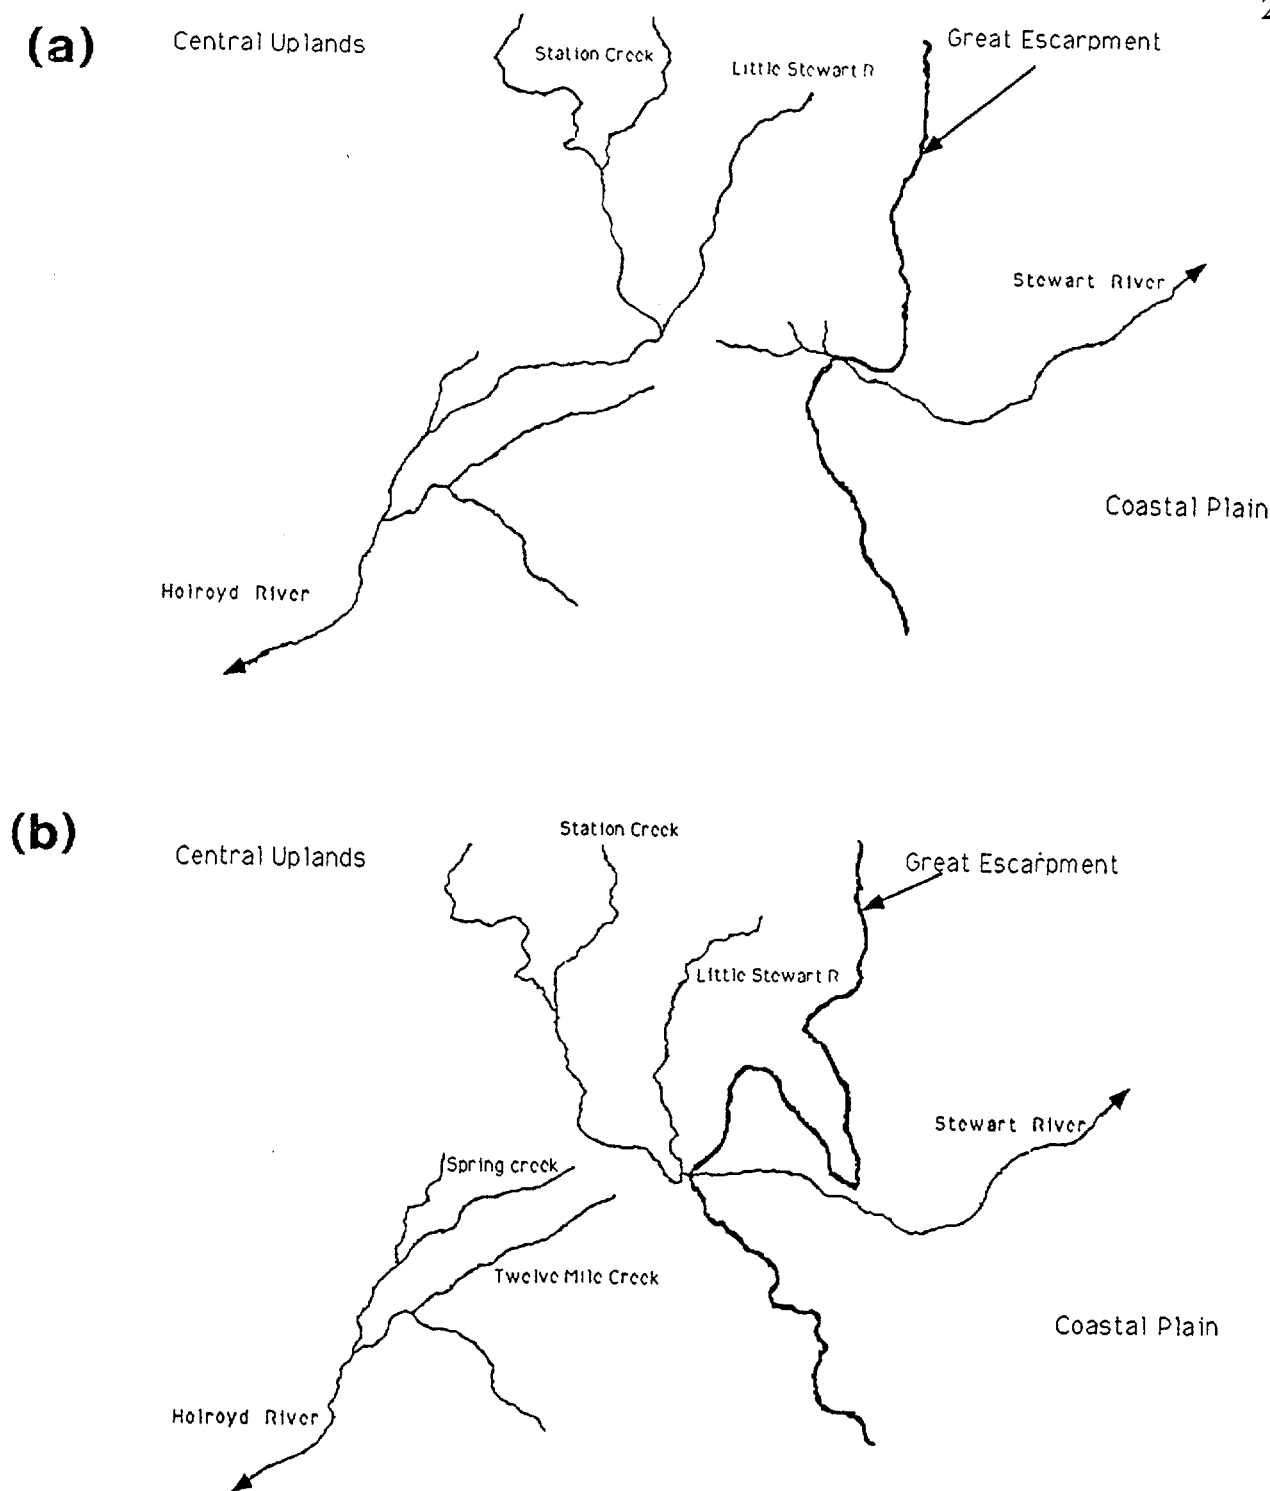 2
(a)
Central Uplands
Station Creek
Little Stewart R
Great Escarpment
Stewart River
Coastal Plain
Holroyd River
(b)
Station Creek
Central Uplands
Great Escarpment
Little Stewart R
Stewart River
Spring creek
Twelve Mile Creek
Coastal Plain
Holroyd River